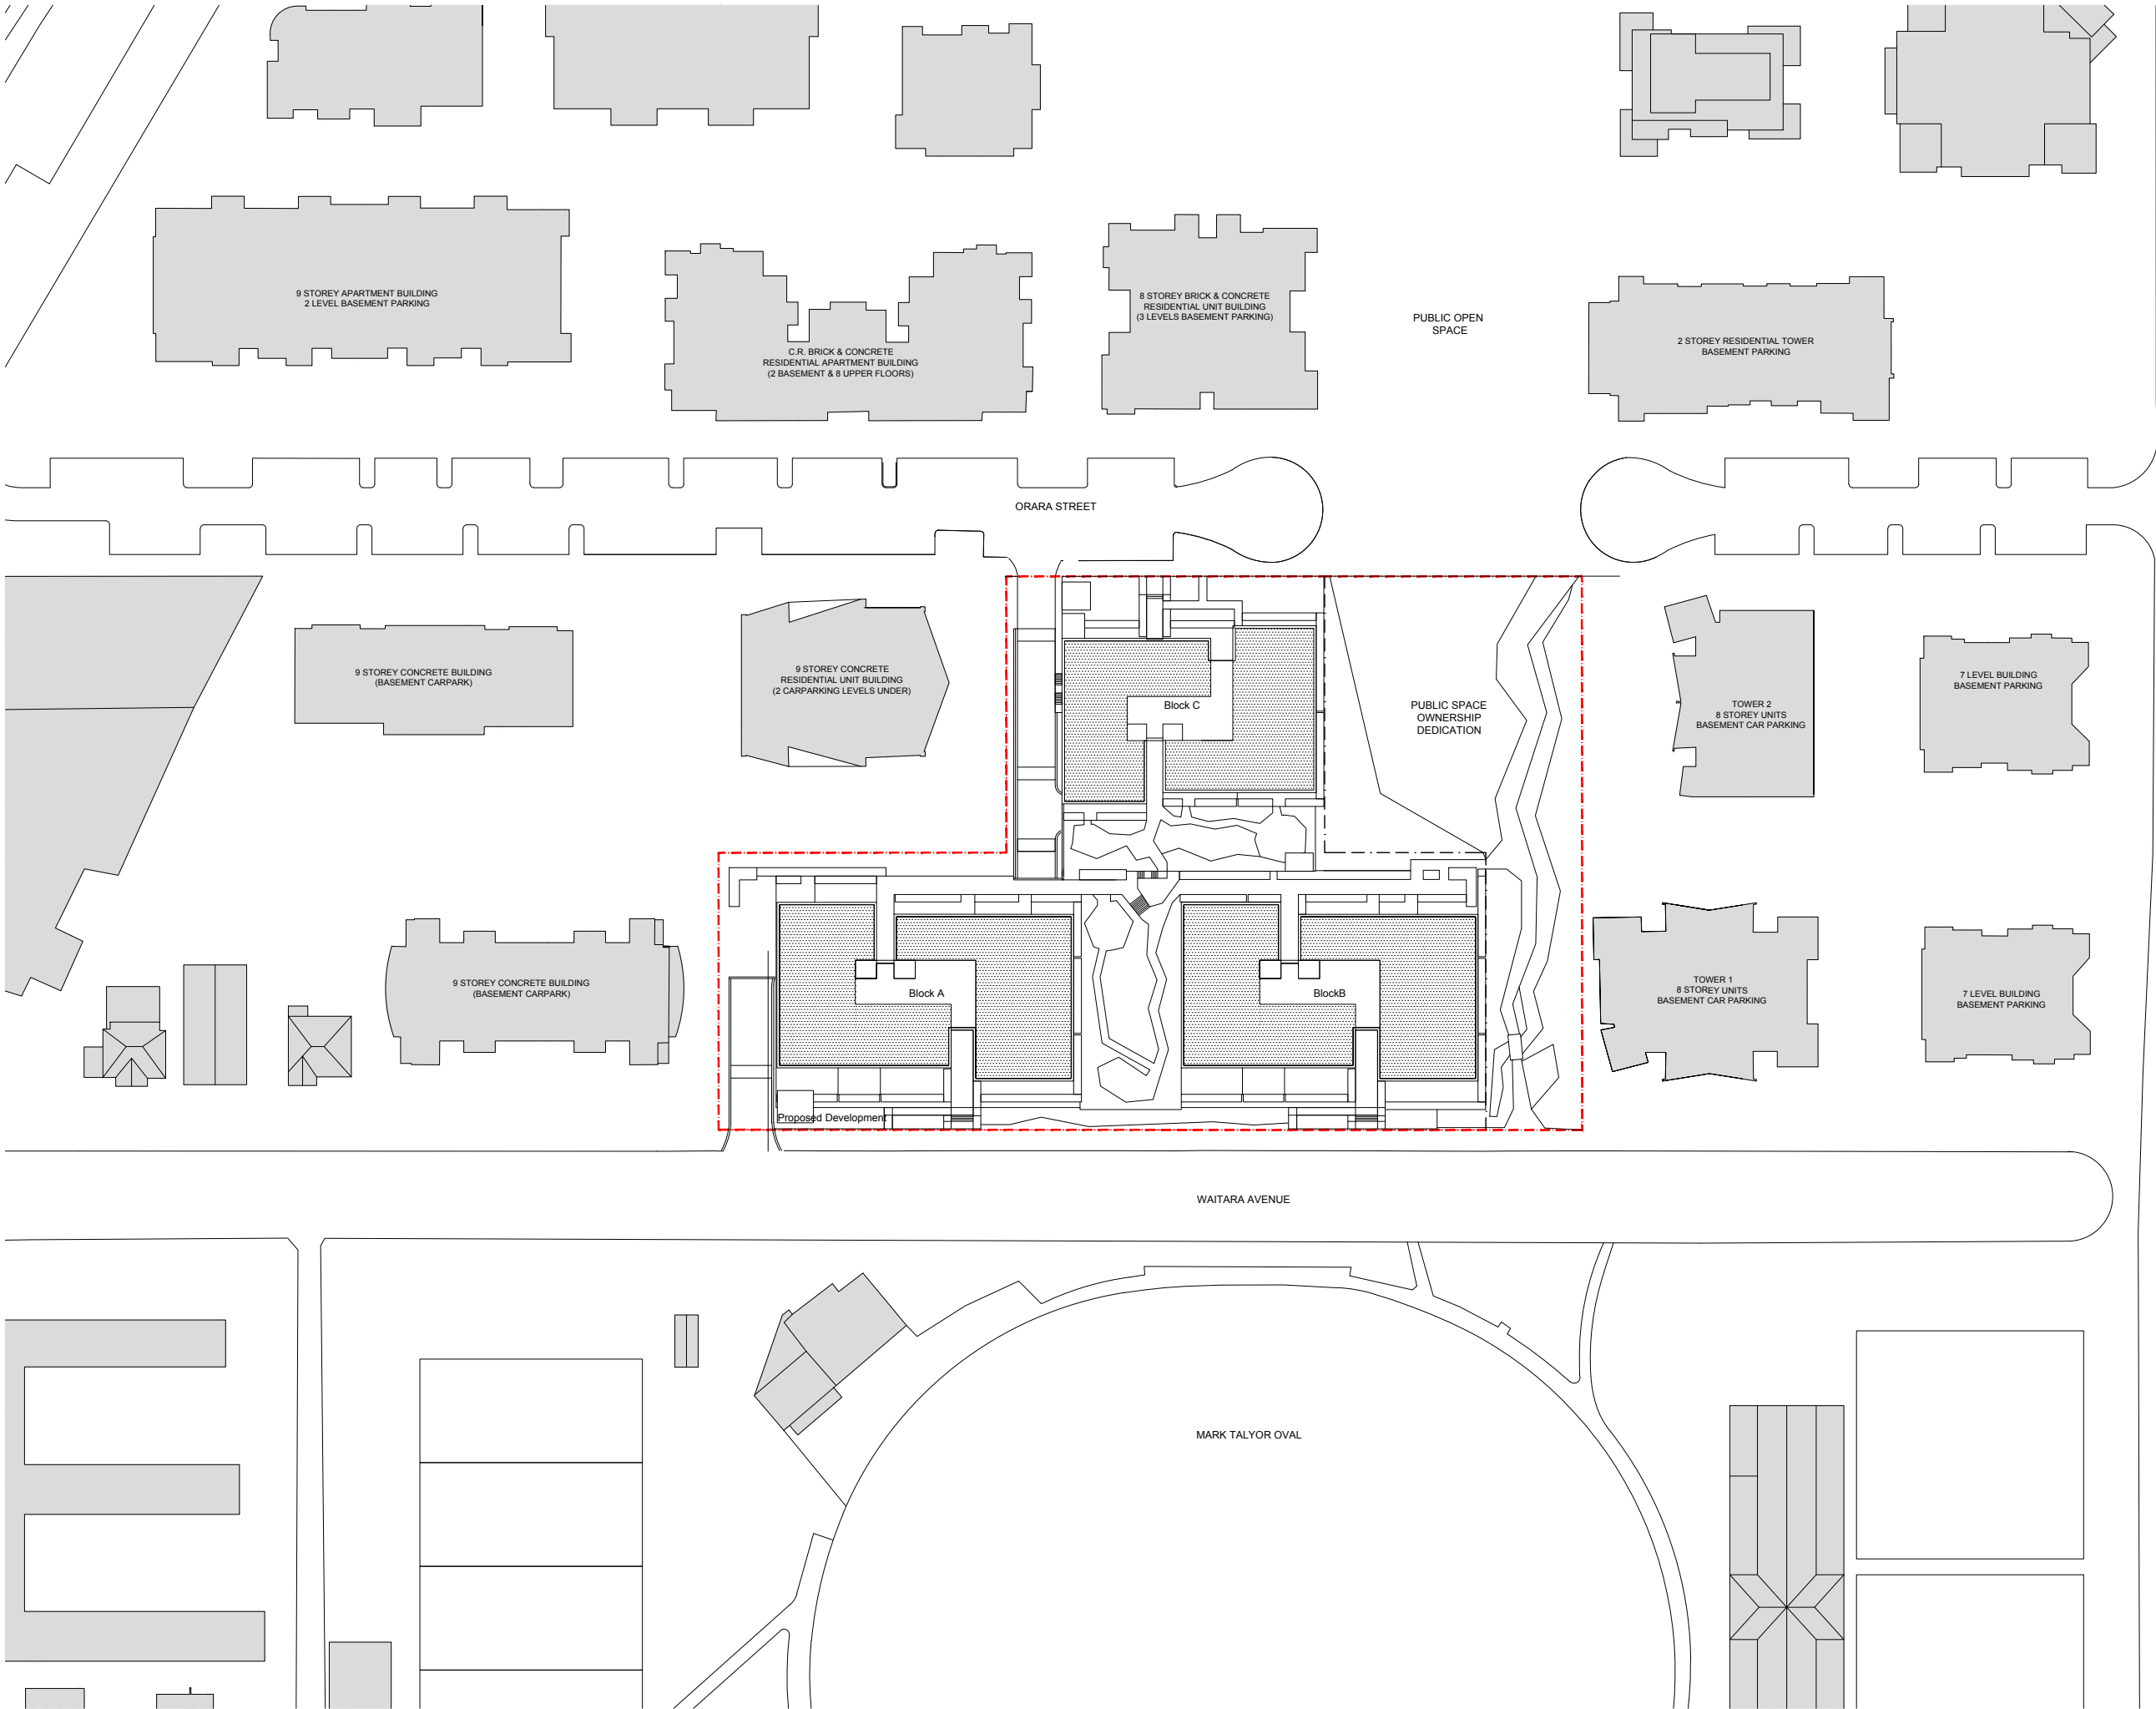 9 STOREY APARTMENT BUILDING
2 LEVEL BASEMENT PARKING
C.R. BRICK & CONCRETE
RESIDENTIAL APARTMENT BUILDING
(2 BASEMENT & 8 UPPER FLOORS)
8 STOREY BRICK & CONCRETE
RESIDENTIAL UNIT BUILDING
(3 LEVELS BASEMENT PARKING)
PUBLIC OPEN
SPACE
2 STOREY RESIDENTIAL TOWER
BASEMENT PARKING
ORARA STREET
9 STOREY CONCRETE BUILDING
(BASEMENT CARPARK)
9 STOREY CONCRETE
RESIDENTIAL UNIT BUILDING
(2 CARPARKING LEVELS UNDER)
Block C
PUBLIC SPACE
OWNERSHIP
DEDICATION
TOWER 2
8 STOREY UNITS
BASEMENT CAR PARKING
7 LEVEL BUILDING
BASEMENT PARKING
9 STOREY CONCRETE BUILDING
(BASEMENT CARPARK)
Block A
BlockB
TOWER 1
8 STOREY UNITS
BASEMENT CAR PARKING
7 LEVEL BUILDING
BASEMENT PARKING
Proposed Development
WAITARA AVENUE
MARK TALYOR OVAL